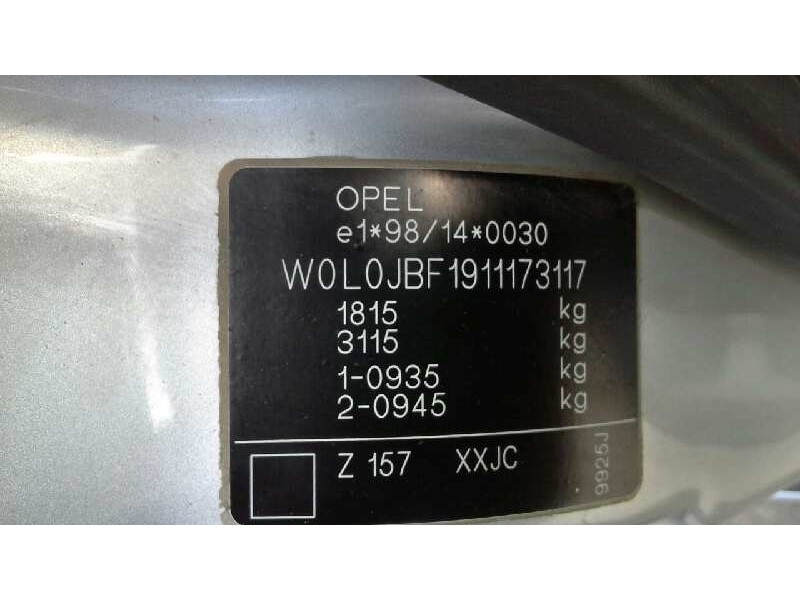 OPEL
e1*98/14*0030
W0L0JBF1911173117
1815 kg
3115 kg
1-0935 kg
2-0945 kg
Z 157 XXJC
9925J